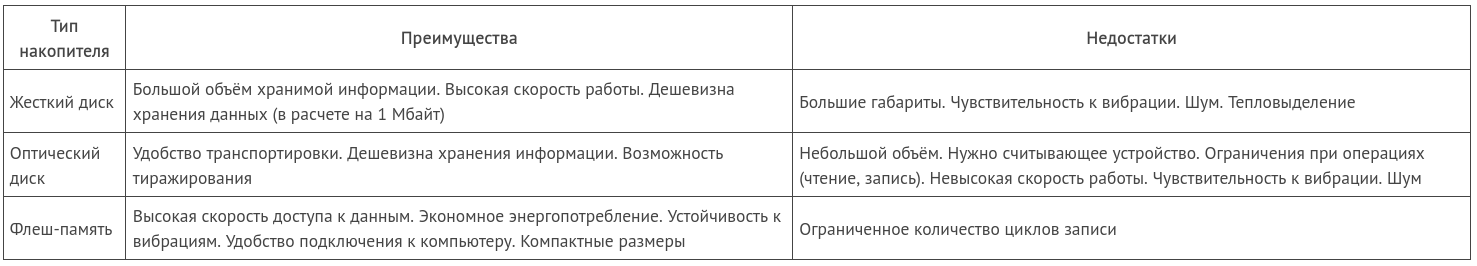 Тип
накопителя
Преимущества
Недостатки
Жесткий диск
Большой объём хранимой информации. Высокая скорость работы. Дешевизна
хранения данных (в расчете на 1 Мбайт)
Большие габариты. Чувствительность к вибрации. Шум. Тепловыделение
Оптический
диск
Удобство транспортировки. Дешевизна хранения информации. Возможность
тиражирования
Небольшой объём. Нужно считывающее устройство. Ограничения при операциях
(чтение, запись). Невысокая скорость работы. Чувствительность к вибрации. Шум
Флеш-память
Высокая скорость доступа к данным. Экономное энергопотребление. Устойчивость к
вибрациям. Удобство подключения к компьютеру. Компактные размеры
Ограниченное количество циклов записи